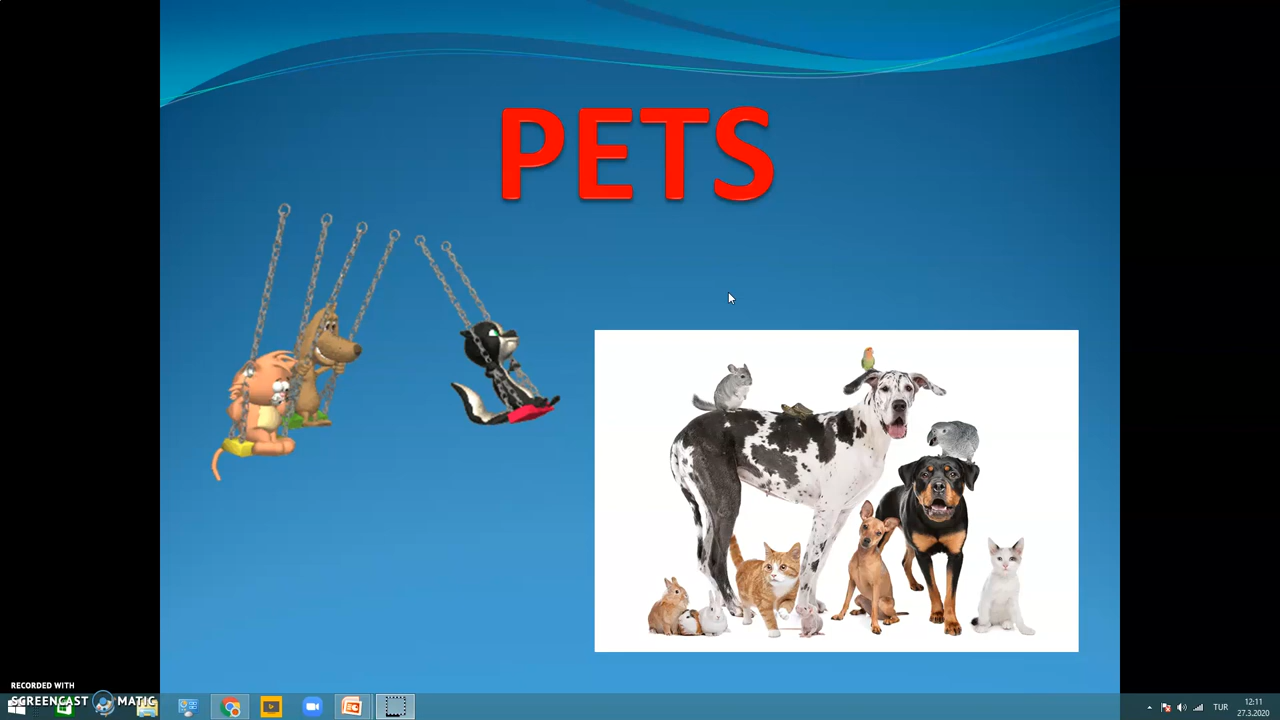 PETS
RECORDED WITH
SCREENCAST MATIC
TUR
12:11
27.3.2020